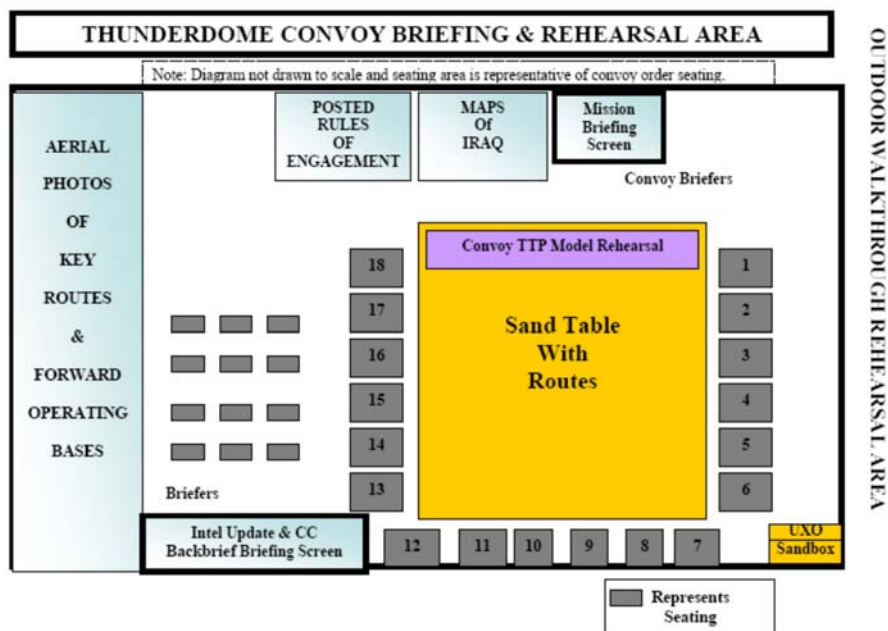 THUNDERDOME CONVOY BRIEFING & REHEARSAL AREA
Note: Diagram not drawn to scale and seating area is representative of convoy order seating.
AERIAL
PHOTOS
OF
KEY
ROUTES
&
FORWARD
OPERATING
BASES
POSTED
RULES
OF
ENGAGEMENT
MAPS
Of
IRAQ
Mission
Briefing
Screen
Convoy Briefers
Convoy TTP Model Rehearsal
Sand Table
With
Routes
18
17
16
15
14
13
1
2
3
4
5
6
Briefers
Intel Update & CC
Backbrief Briefing Screen
12
11
10
9
8
7
UXO
Sandbox
Represents
Seating
OUTDOOR WALKTHROUGH REHEARSAL AREA